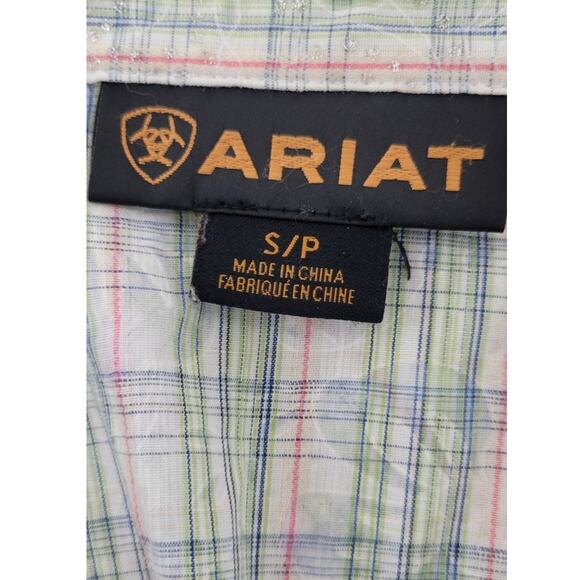 ARIAT
S/P
MADE IN CHINA
FABRIQUÉ EN CHINE